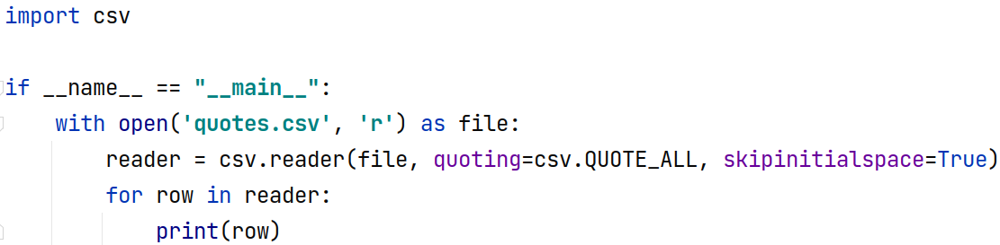 import csv

if __name__ == "__main__":
    with open('quotes.csv', 'r') as file:
        reader = csv.reader(file, quoting=csv.QUOTE_ALL, skipinitialspace=True)
        for row in reader:
            print(row)